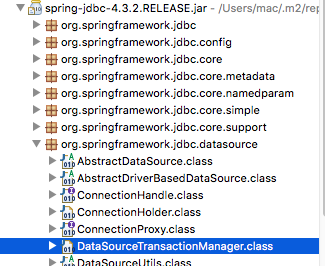 spring-jdbc-4.3.2.RELEASE.jar - /Users/mac/.m2/rep
org.springframework.jdbc
org.springframework.jdbc.config
org.springframework.jdbc.core
org.springframework.jdbc.core.metadata
org.springframework.jdbc.core.namedparam
org.springframework.jdbc.core.simple
org.springframework.jdbc.core.support
org.springframework.jdbc.datasource
AbstractDataSource.class
AbstractDriverBasedDataSource.class
ConnectionHandle.class
ConnectionHolder.class
ConnectionProxy.class
DataSourceTransactionManager.class
DataSourceUtils.class